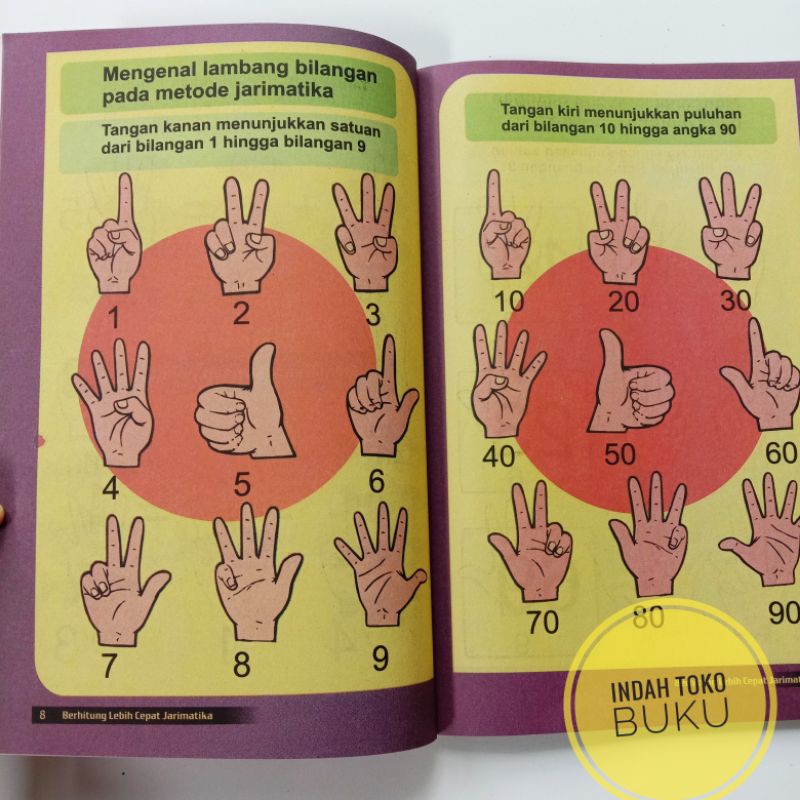 Mengenal lambang bilangan
pada metode jarimatika
Tangan kanan menunjukkan satuan
dari bilangan 1 hingga bilangan 9
1
2
3
4
5
6
7
8
9
8 Berhitung Lebih Cepat Jarimatika
Tangan kiri menunjukkan puluhan
dari bilangan 10 hingga angka 90
10
20
30
40
50
60
70
80
90
Cepat
INDAH TOKO
BUKU